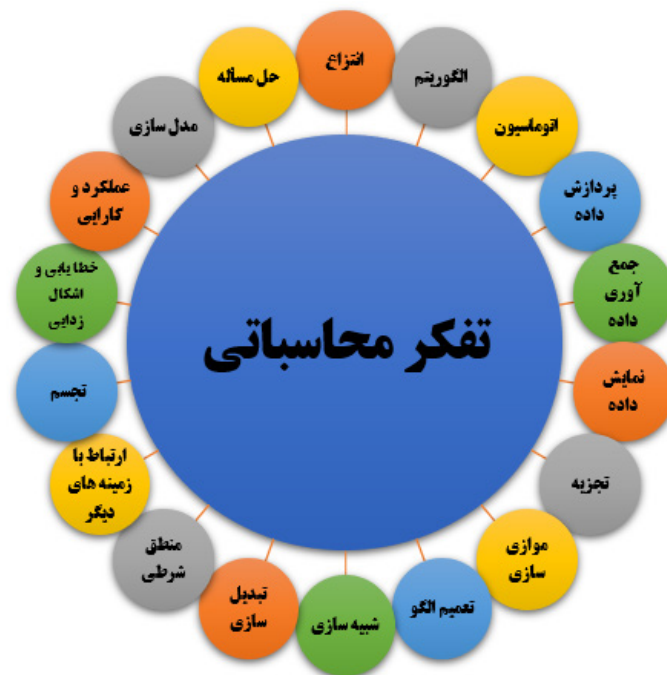 تفکر محاسباتی
انتزاع
الگوریتم
اتوماسیون
پردازش
داده
جمع
آوری
داده
نمایش
داده
تجزیه
موازی
سازی
تعمیم الگو
شبیه سازی
تبدیل
سازی
منطق
شرطی
ارتباط با
زمینه های
دیگر
تجسم
خطا یابی و
اشکال
زدایی
عملکرد و
کارایی
مدل سازی
حل مسأله